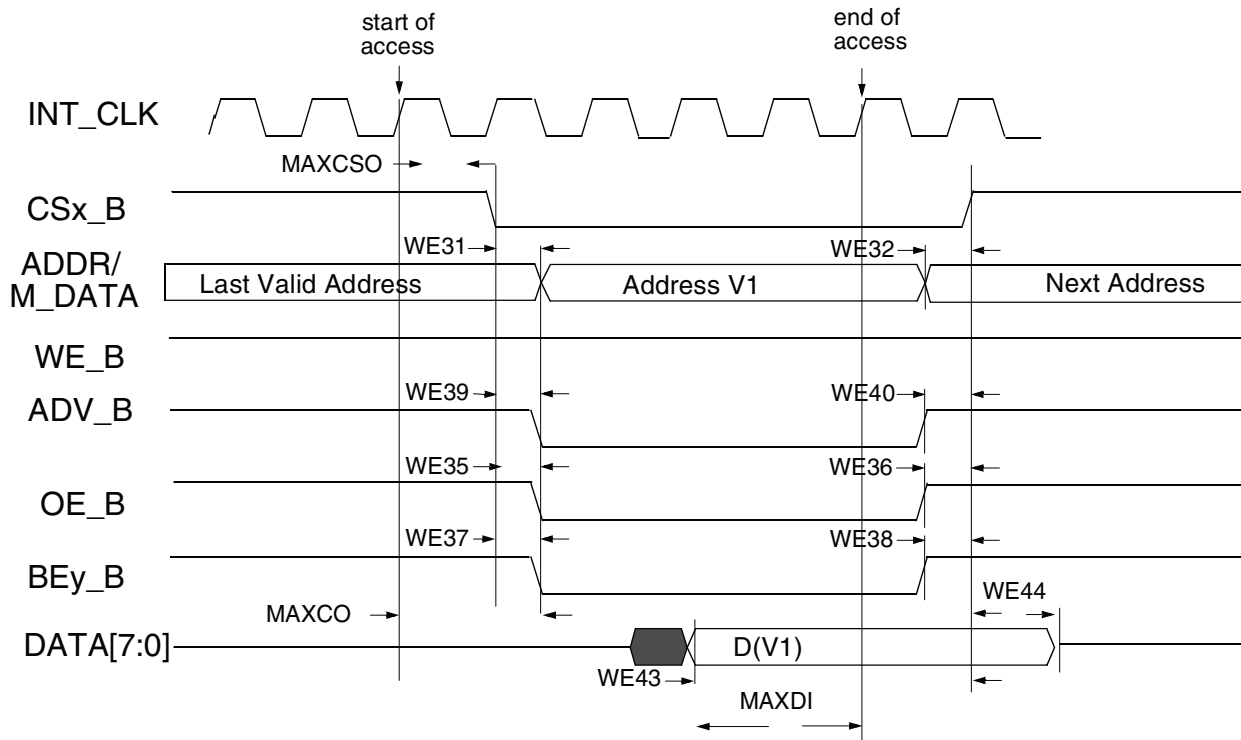 start of
access
end of
access
INT_CLK
MAXCSO
CSx_B
WE31
WE32
ADDR/
M_DATA
Last Valid Address
Address V1
Next Address
WE_B
WE39
WE40
ADV_B
WE35
WE36
OE_B
WE37
WE38
BEy_B
WE44
MAXCO
DATA[7:0]
D(V1)
WE43
MAXDI